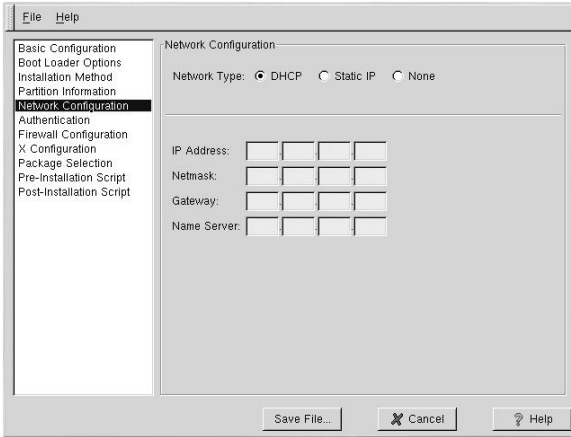 File Help
Basic Configuration
Boot Loader Options
Installation Method
Partition Information
Network Configuration
Authentication
Firewall Configuration
X Configuration
Package Selection
Pre-Installation Script
Post-Installation Script
Network Configuration
Network Type: DHCP Static IP None
IP Address:
Netmask:
Gateway:
Name Server:
Save File... Cancel Help